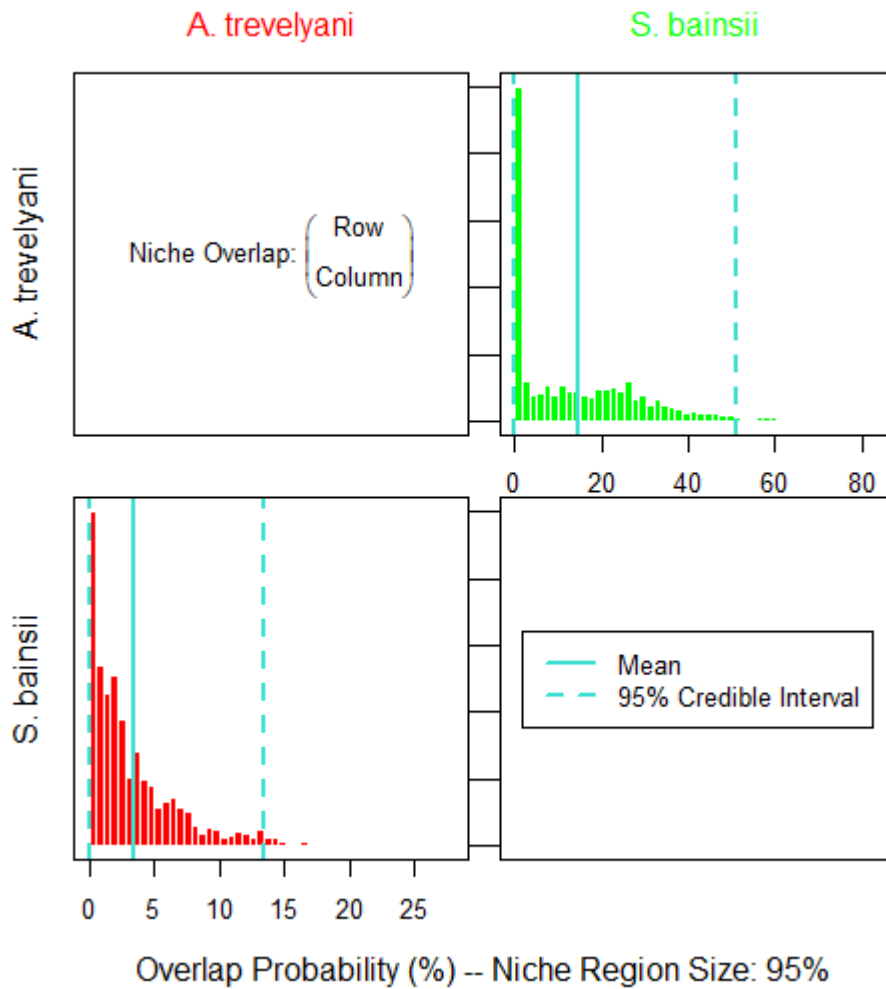 A. trevelyani
S. bainsii
A. trevelyani
Niche Overlap: Row
Column
0 20 40 60 80
S. bainsii
Mean
95% Credible Interval
0 5 10 15 20 25
Overlap Probability (%) -- Niche Region Size: 95%